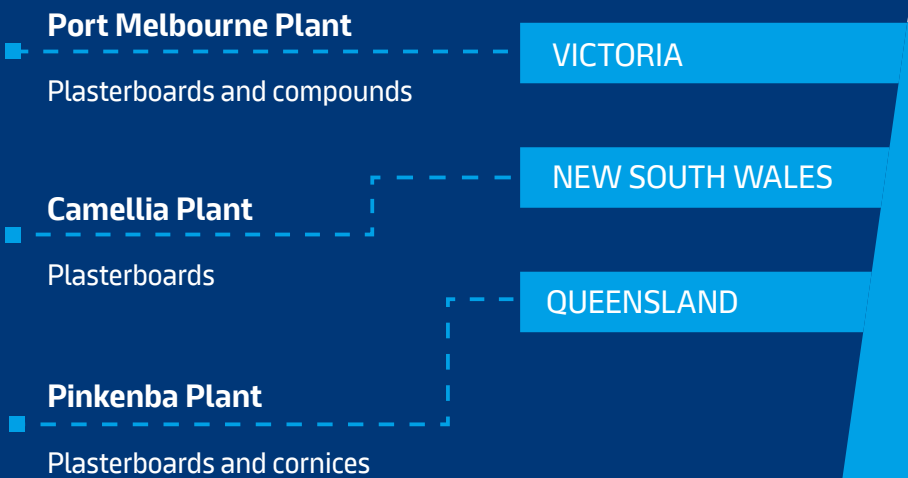 Port Melbourne Plant
VICTORIA
Plasterboards and compounds
NEW SOUTH WALES
Camellia Plant
Plasterboards
QUEENSLAND
Pinkenba Plant
Plasterboards and cornices